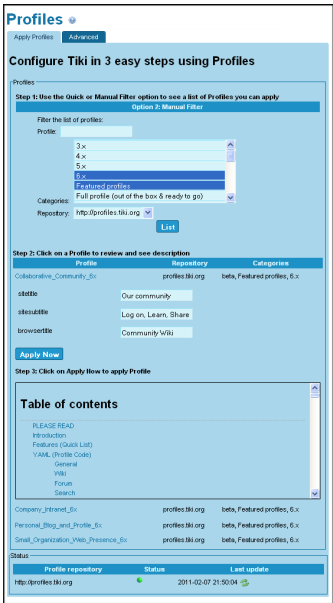 Profiles
Apply Profiles Advanced
Configure Tiki in 3 easy steps using Profiles
Profiles
Step 1: Use the Quick or Manual Filter option to see a list of Profiles you can apply
Option 2: Manual Filter
Filter the list of profiles:
Profile:
3.x
4.x
5.x
6.x
Featured profiles
Categories: Full profile (out of the box & ready to go)
Repository: http://profiles.tiki.org
List
Step 2: Click on a Profile to review and see description
Profile Repository Categories
Collaborative_Community_6x profiles.tiki.org beta, Featured profiles, 6.x
sitetitle Our community
sitesubtitle Log on, Learn, Share
browsertitle Community Wiki
Apply Now
Step 3: Click on Apply Now to apply Profile
Table of contents
PLEASE READ
Introduction
Features (Quick List)
YAML (Profile Code)
General
Wiki
Forum
Search
Company_Intranet_6x profiles.tiki.org beta, Featured profiles, 6.x
Personal_Blog_and_Profile_6x profiles.tiki.org beta, Featured profiles, 6.x
Small_Organization_Web_Presence_6x profiles.tiki.org beta, Featured profiles, 6.x
Status
Profile repository Status Last update
http://profiles.tiki.org 2011-02-07 21:50:04